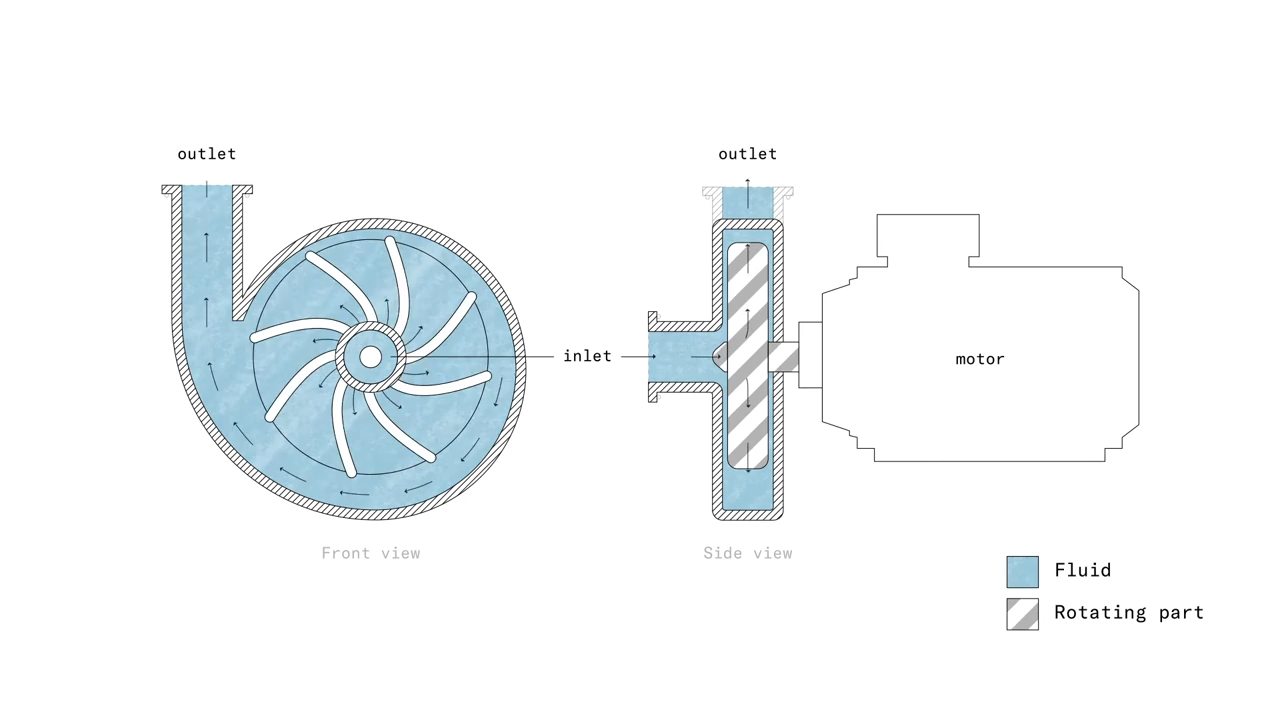 outlet
outlet
inlet
motor
Front view
Side view
Fluid
Rotating part